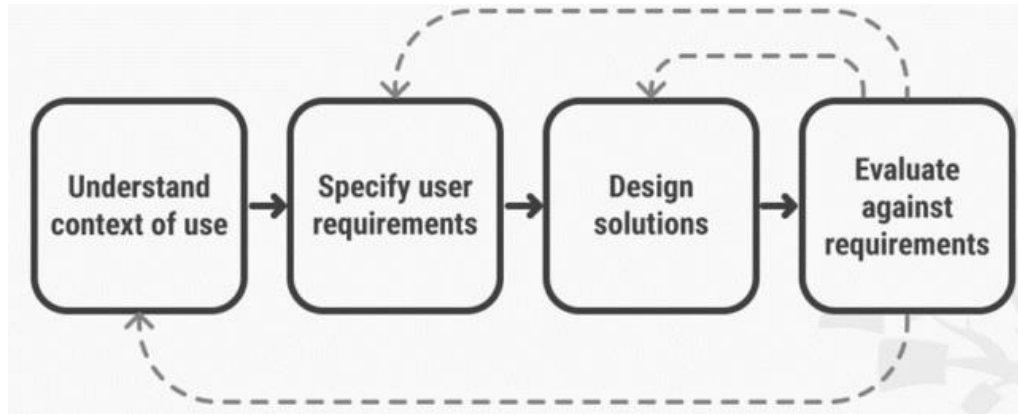 Understand
context of use
Specify user
requirements
Design
solutions
Evaluate
against
requirements